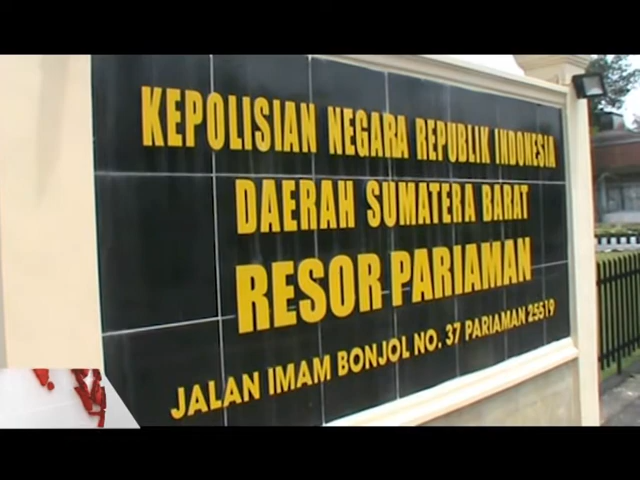 KEPOLISIAN NEGARA REPUBLIK INDONESIA
DAERAH SUMATERA BARAT
RESOR PARIAMAN
JALAN IMAM BONJOL NO. 37 PARIAMAN 25519